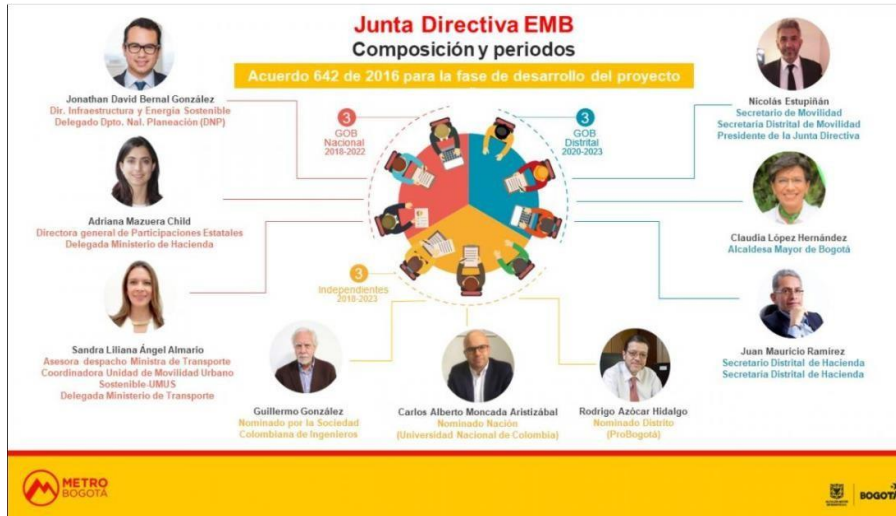 Junta Directiva EMB
Composición y periodos
Acuerdo 642 de 2016 para la fase de desarrollo del proyecto
Jonathan David Bernal González
Dir. Infraestructura y Energía Sostenible
Delegado Dpto. Nal. Planeación (DNP)
3
GOB
Nacional
2018-2022
3
GOB
Distrital
2020-2023
Nicolás Estupiñán
Secretario de Movilidad
Secretaría Distrital de Movilidad
Presidente de la Junta Directiva
Adriana Mazuera Child
Directora general de Participaciones Estatales
Delegada Ministerio de Hacienda
Claudia López Hernández
Alcaldesa Mayor de Bogotá
3
Independientes
2018-2023
Sandra Liliana Ángel Almario
Asesora despacho Ministra de Transporte
Coordinadora Unidad de Movilidad Urbano
Sostenible-UMUS
Delegada Ministerio de Transporte
Juan Mauricio Ramírez
Secretario Distrital de Hacienda
Secretaría Distrital de Hacienda
Guillermo González
Nominado por la Sociedad
Colombiana de Ingenieros
Carlos Alberto Moncada Aristizábal
Nominado Nación
(Universidad Nacional de Colombia)
Rodrigo Azócar Hidalgo
Nominado Distrito
(ProBogotá)
METRO
BOGOTÁ
BOGOTÁ